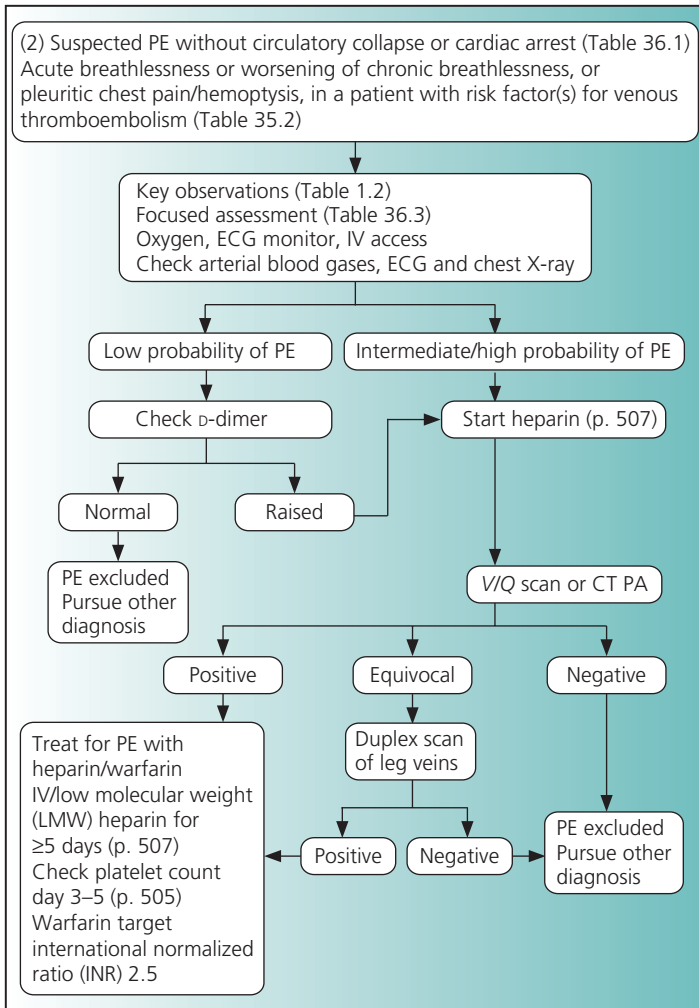 (2) Suspected PE without circulatory collapse or cardiac arrest (Table 36.1)
Acute breathlessness or worsening of chronic breathlessness, or
pleuritic chest pain/hemoptysis, in a patient with risk factor(s) for venous
thromboembolism (Table 35.2)
Key observations (Table 1.2)
Focused assessment (Table 36.3)
Oxygen, ECG monitor, IV access
Check arterial blood gases, ECG and chest X-ray
Low probability of PE
Intermediate/high probability of PE
Check D-dimer
Start heparin (p. 507)
Normal
Raised
PE excluded
Pursue other
diagnosis
V/Q scan or CT PA
Positive
Equivocal
Negative
Treat for PE with
heparin/warfarin
IV/low molecular weight
(LMW) heparin for
≥5 days (p. 507)
Check platelet count
day 3–5 (p. 505)
Warfarin target
international normalized
ratio (INR) 2.5
Duplex scan
of leg veins
Positive
Negative
PE excluded
Pursue other
diagnosis